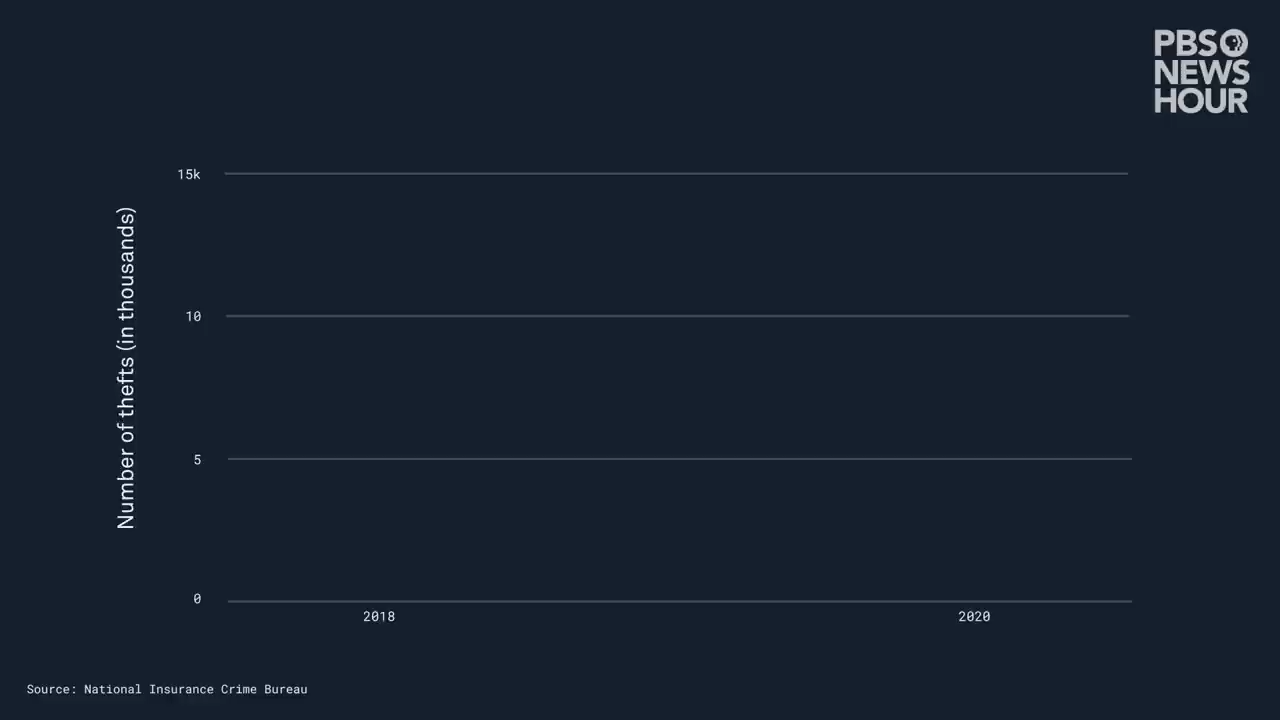 PBS
NEWS
HOUR
15k
10
5
0
Number of thefts (in thousands)
2018
2020
Source: National Insurance Crime Bureau